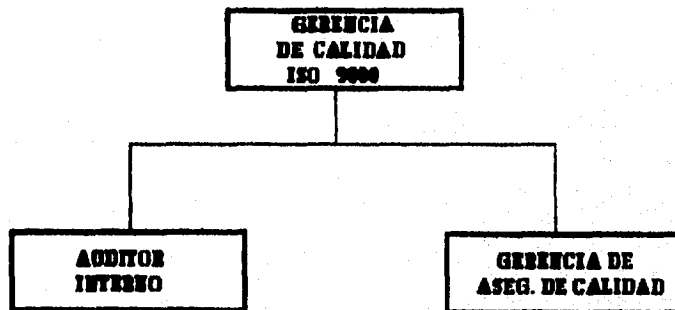 GERENCIA
DE CALIDAD
ISO 9000
AUDITOR
INTERNO
GERENCIA DE
ASEG. DE CALIDAD